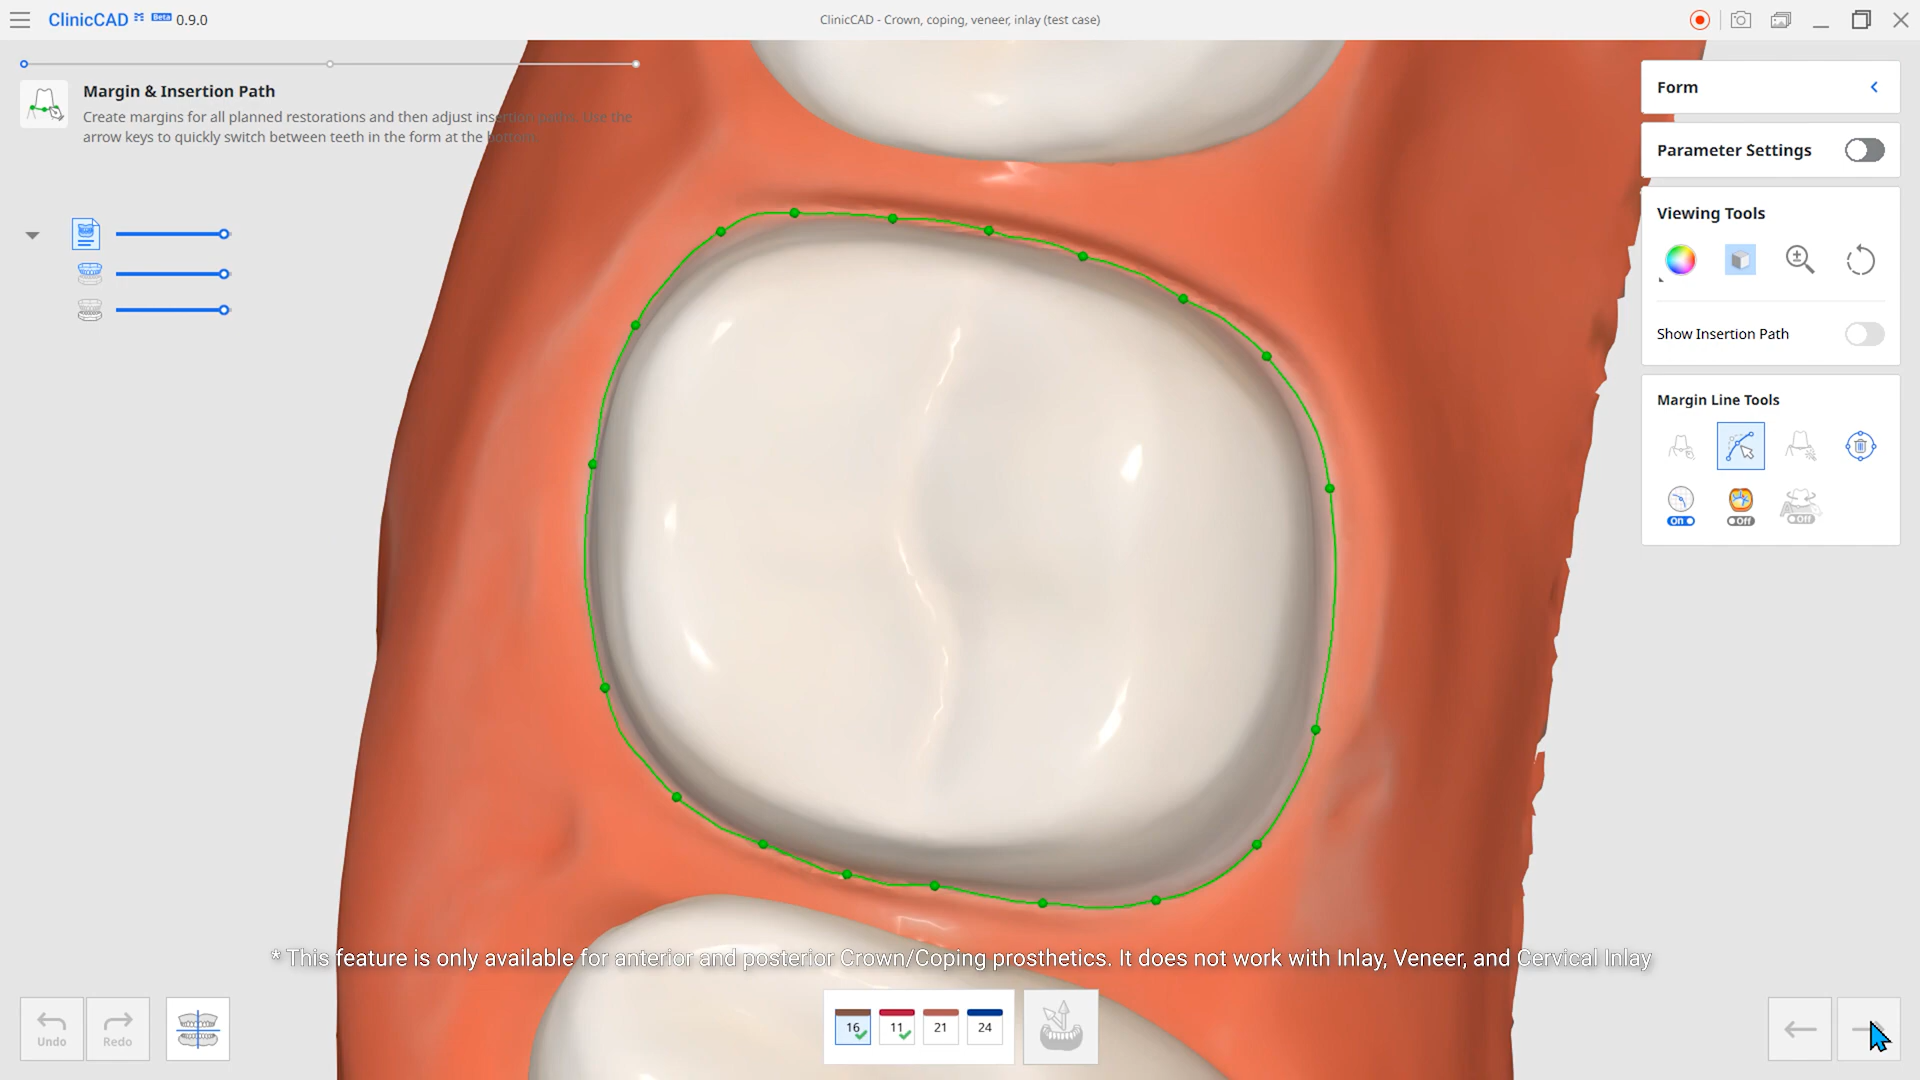 ClinicCAD Beta 0.9.0
ClinicCAD - Crown, coping, veneer, inlay (test case)
Margin & Insertion Path
Create margins for all planned restorations and then adjust insertion paths. Use the
arrow keys to quickly switch between teeth in the form at the bottom.
Form
Parameter Settings
Viewing Tools
Show Insertion Path
Margin Line Tools
On
Off
Off
* This feature is only available for anterior and posterior Crown/Coping prosthetics. It does not work with Inlay, Veneer, and Cervical Inlay
Undo
Redo
16
11
21
24